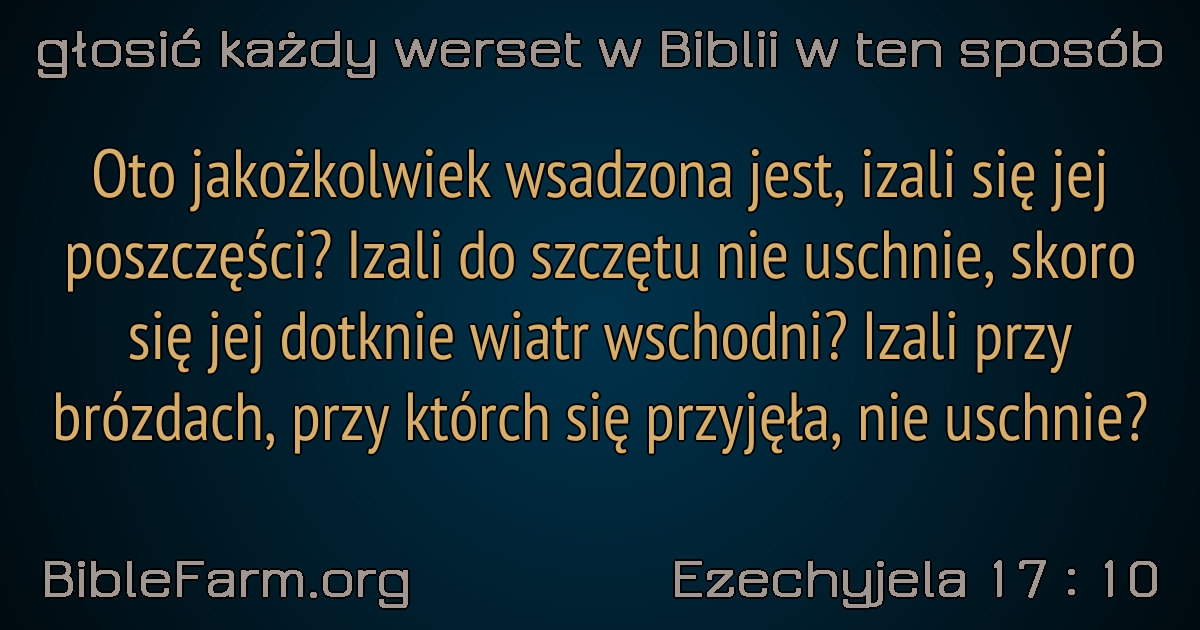 głosić każdy werset w Biblii w ten sposób
Oto jakożkolwiek wsadzona jest, izali się jej
poszczęści? Izali do szczętu nie uschnie, skoro
się jej dotknie wiatr wschodni? Izali przy
brózdach, przy którch się przyjęła, nie uschnie?
BibleFarm.org
Ezechyjela 17 : 10